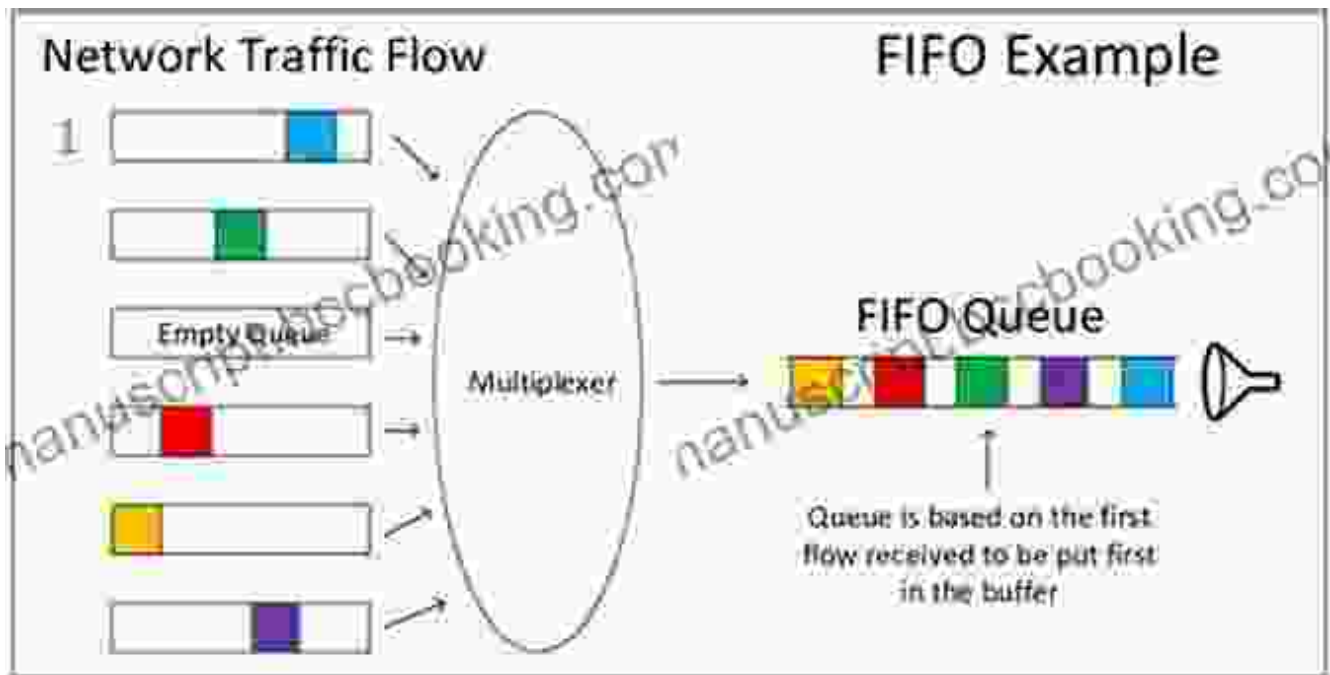 Network Traffic Flow
FIFO Example
1
Empty Queue
Multiplexer
FIFO Queue
Queue is based on the first
flow received to be put first
in the buffer